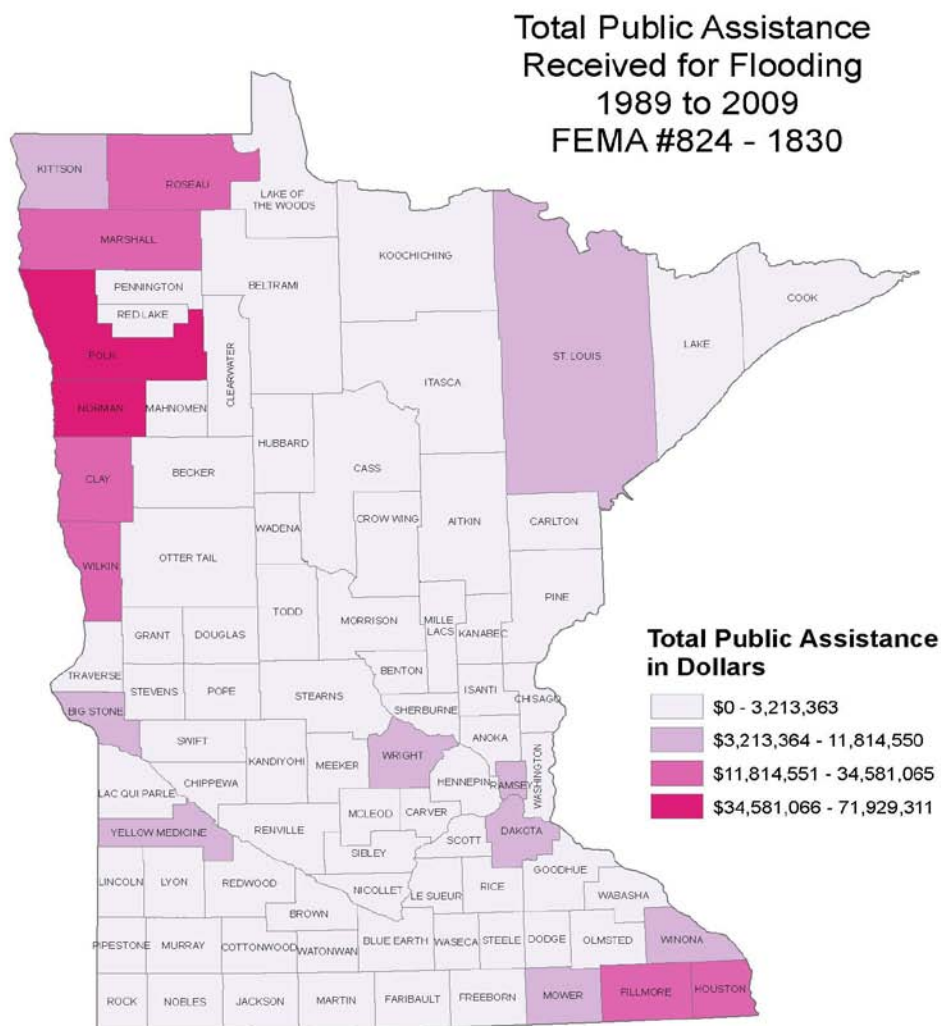 Total Public Assistance
Received for Flooding
1989 to 2009
FEMA #824 - 1830
KITTSON
ROSEAU
LAKE OF
THE WOODS
MARSHALL
KOOCHICHING
PENNINGTON
BELTRAMI
RED LAKE
COOK
POLK
CLEARWATER
ST. LOUIS
LAKE
ITASCA
NORMAN
MAHNOMEN
HUBBARD
CLAY
BECKER
CASS
CROW WING
AITKIN
CARLTON
WADENA
WILKIN
OTTER TAIL
PINE
TODD
MORRISON
MILLE
LACS
KANABEC
GRANT
DOUGLAS
TRAVERSE
BENTON
STEVENS
POPE
STEARNS
ISANTI
CHISAGO
SHERBURNE
BIG STONE
SWIFT
ANOKA
WRIGHT
KANDIYOHI
MEEKER
HENNEPIN
WASHINGTON
RAMSEY
CHIPPEWA
LAC QUI PARLE
MCLEOD
CARVER
YELLOW MEDICINE
RENVILLE
DAKOTA
SCOTT
SIBLEY
GOODHUE
LINCOLN
LYON
REDWOOD
NICOLLET
LE SUEUR
RICE
WABASHA
BROWN
PIPESTONE
MURRAY
COTTONWOOD
WATONWAN
BLUE EARTH
WASECA
STEELE
DODGE
OLMSTED
WINONA
ROCK
NOBLES
JACKSON
MARTIN
FARIBAULT
FREEBORN
MOWER
FILLMORE
HOUSTON
Total Public Assistance
in Dollars
$0 - 3,213,363
$3,213,364 - 11,814,550
$11,814,551 - 34,581,065
$34,581,066 - 71,929,311